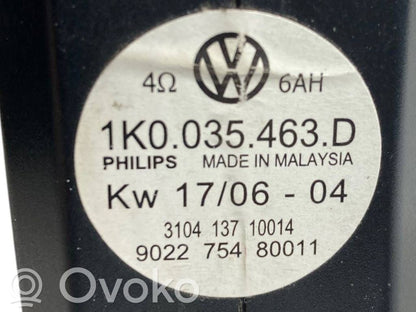 4Ω VW 6AH
1K0.035.463.D
PHILIPS MADE IN MALAYSIA
Kw 17/06 - 04
3104 137 10014
9022 754 80011
Ovoko